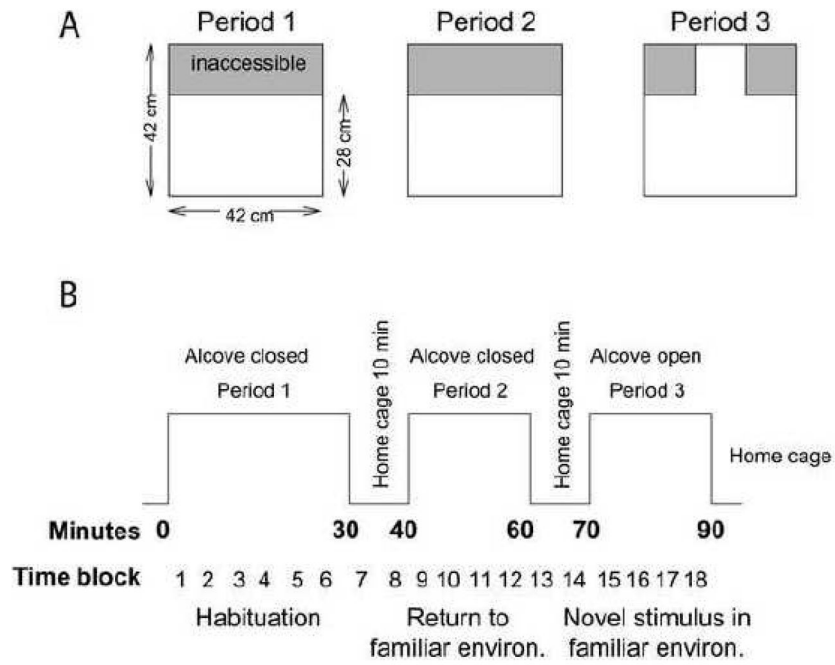 A
Period 1
Period 2
Period 3
inaccessible
42 cm
28 cm
42 cm
B
Alcove closed
Period 1
Home cage 10 min
Alcove closed
Period 2
Home cage 10 min
Alcove open
Period 3
Home cage
Minutes 0 30 40 60 70 90
Time block 1 2 3 4 5 6 7 8 9 10 11 12 13 14 15 16 17 18
Habituation
Return to
familiar environ.
Novel stimulus in
familiar environ.